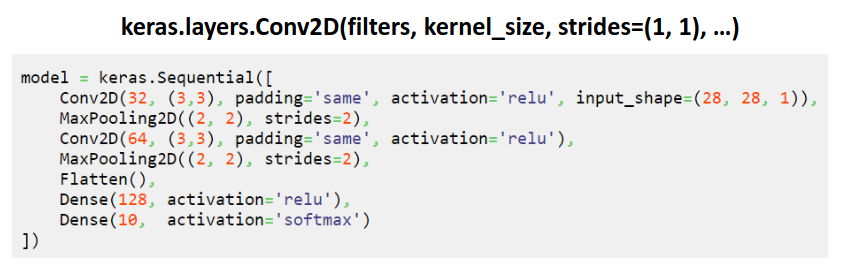 keras.layers.Conv2D(filters, kernel_size, strides=(1, 1), …)
model = keras.Sequential([
    Conv2D(32, (3,3), padding='same', activation='relu', input_shape=(28, 28, 1)),
    MaxPooling2D((2, 2), strides=2),
    Conv2D(64, (3,3), padding='same', activation='relu'),
    MaxPooling2D((2, 2), strides=2),
    Flatten(),
    Dense(128, activation='relu'),
    Dense(10,  activation='softmax')
])